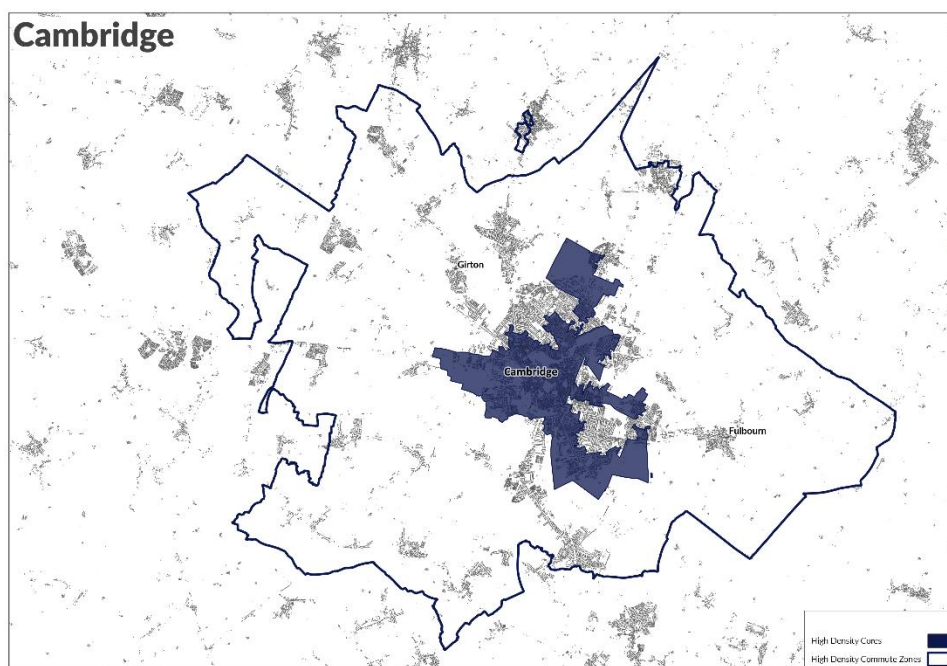 Cambridge
Girton
Cambridge
Fulbourn
High Density Cores
High Density Commute Zones